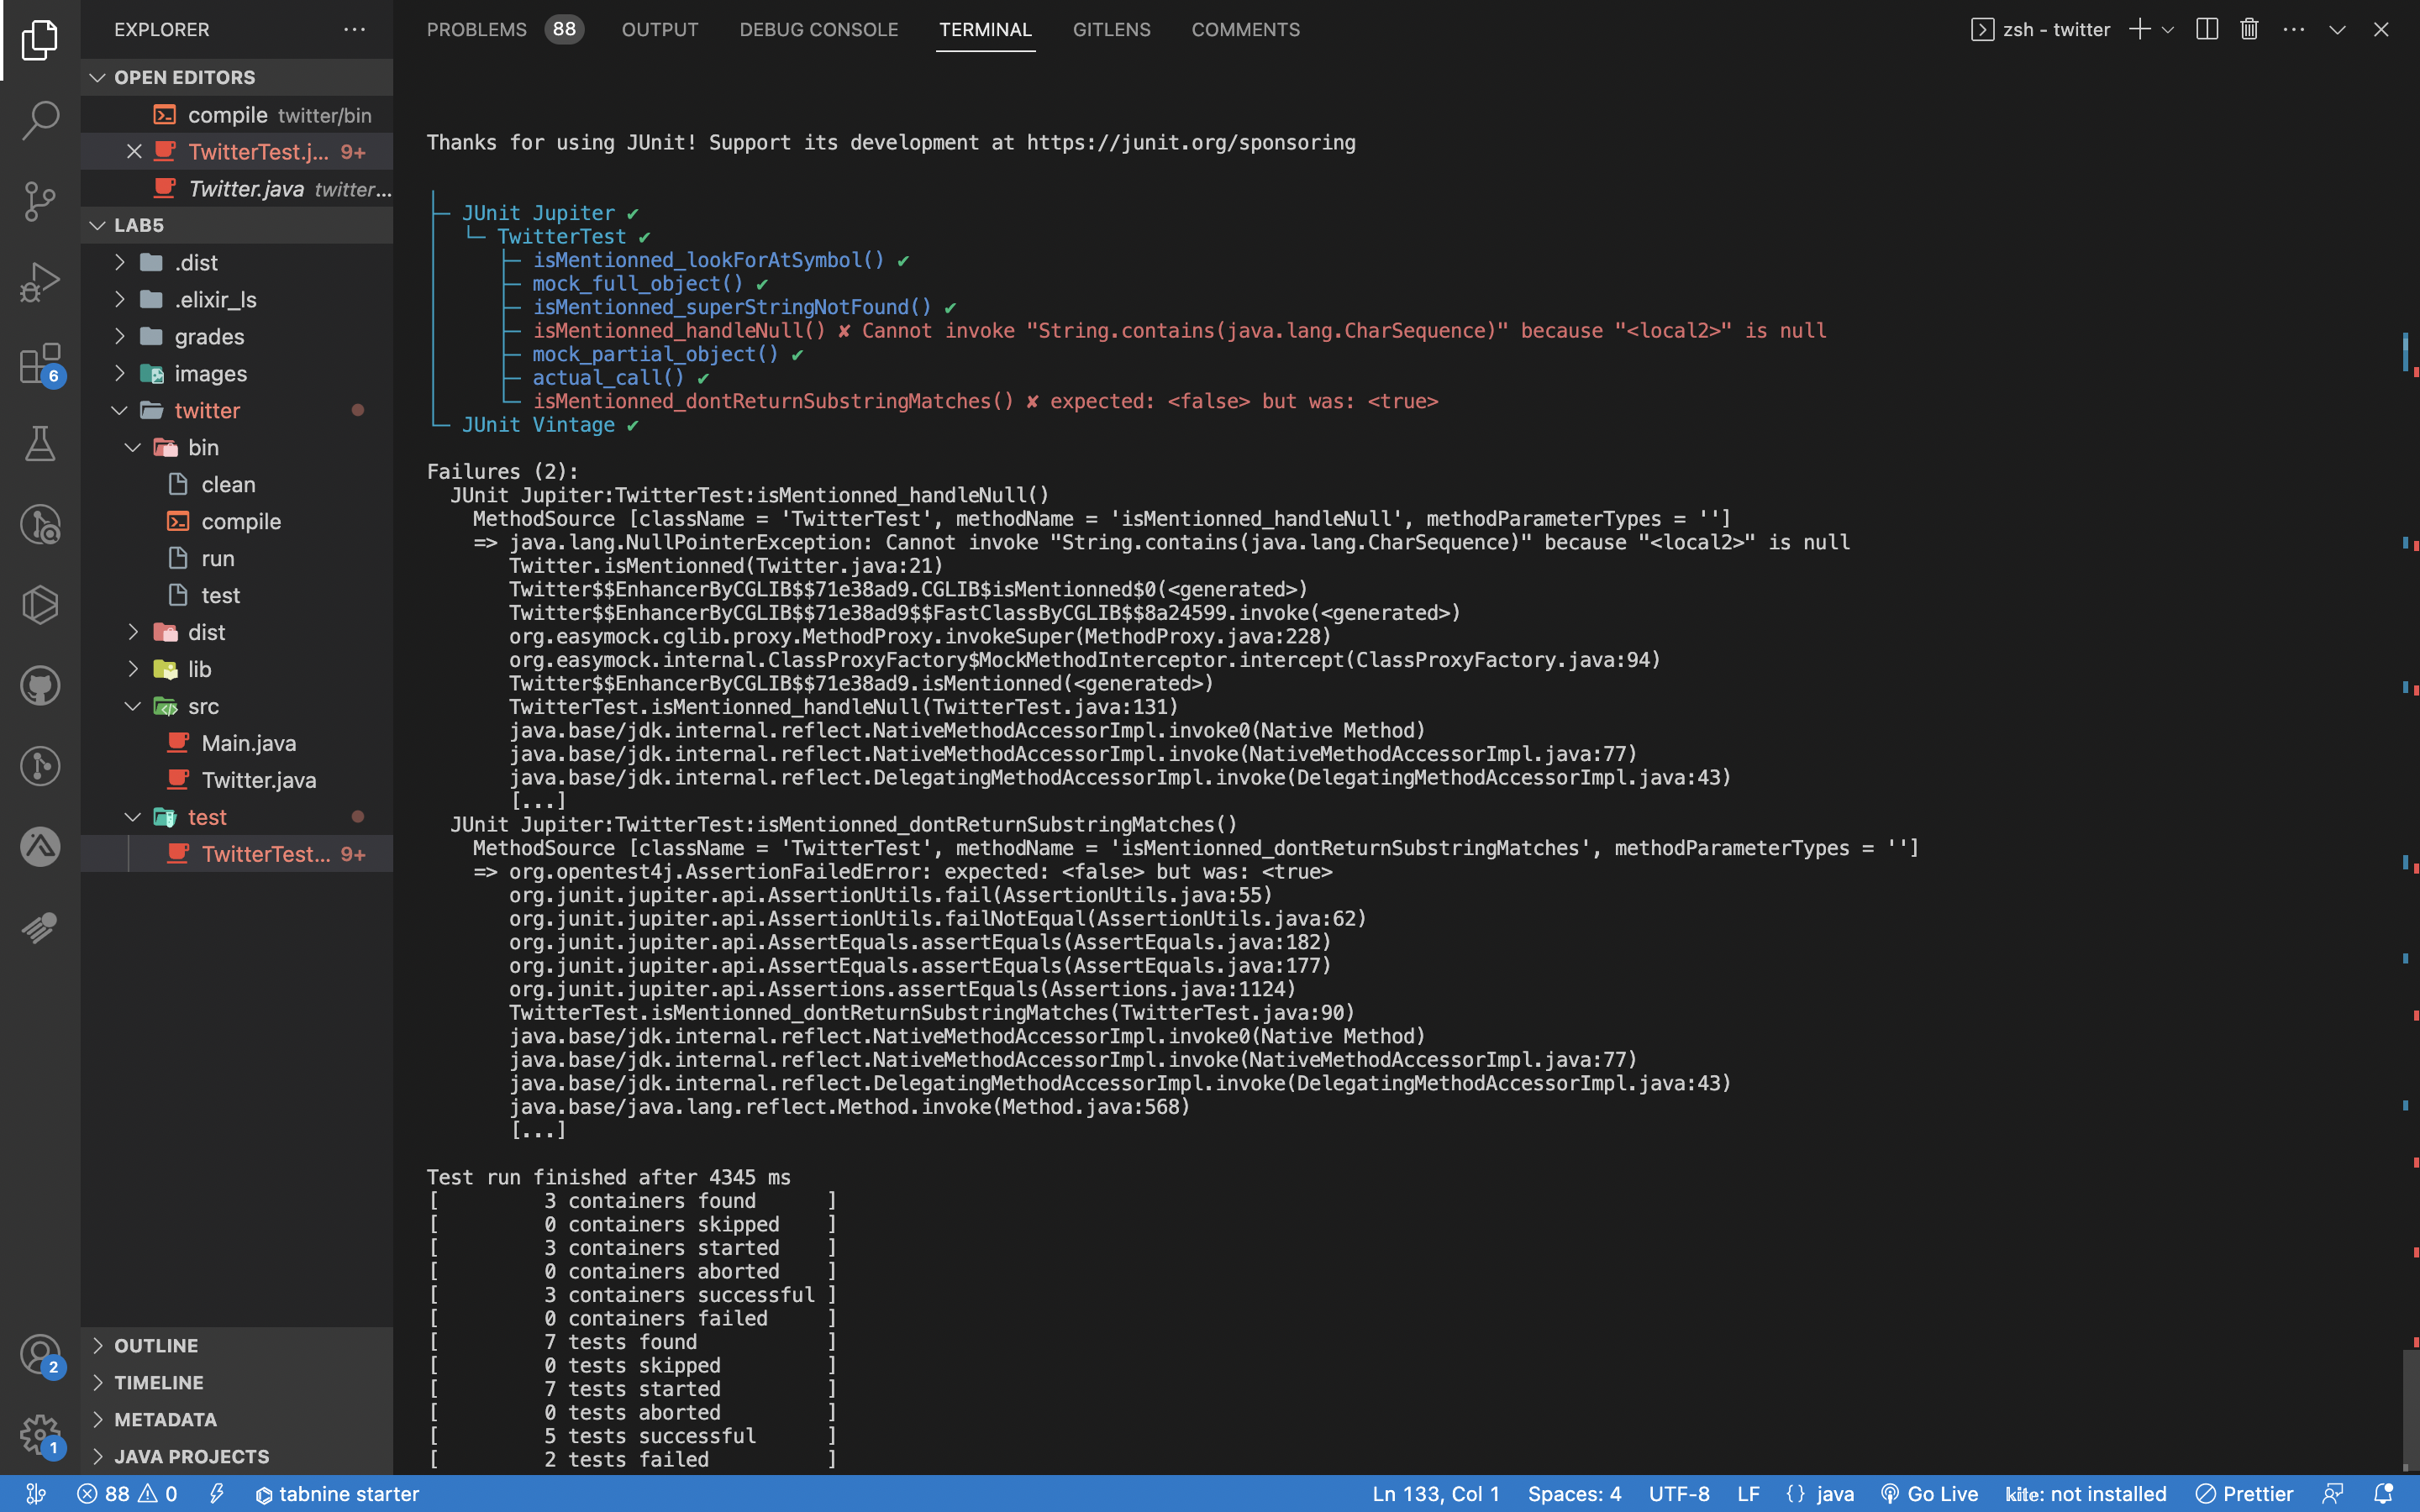 EXPLORER
OPEN EDITORS
compile twitter/bin
TwitterTest.j... 9+
Twitter.java twitter...
LAB5
.dist
.elixir_ls
grades
images
twitter
bin
clean
compile
run
test
dist
lib
src
Main.java
Twitter.java
test
TwitterTest... 9+
OUTLINE
TIMELINE
METADATA
JAVA PROJECTS
6
2
1
PROBLEMS 88 OUTPUT DEBUG CONSOLE TERMINAL GITLENS COMMENTS
zsh - twitter
Thanks for using JUnit! Support its development at https://junit.org/sponsoring
├─ JUnit Jupiter ✔
│  └─ TwitterTest ✔
│     ├─ isMentionned_lookForAtSymbol() ✔
│     ├─ mock_full_object() ✔
│     ├─ isMentionned_superStringNotFound() ✔
│     ├─ isMentionned_handleNull() ✘ Cannot invoke "String.contains(java.lang.CharSequence)" because "<local2>" is null
│     ├─ mock_partial_object() ✔
│     ├─ actual_call() ✔
│     └─ isMentionned_dontReturnSubstringMatches() ✘ expected: <false> but was: <true>
└─ JUnit Vintage ✔
Failures (2):
JUnit Jupiter:TwitterTest:isMentionned_handleNull()
MethodSource [className = 'TwitterTest', methodName = 'isMentionned_handleNull', methodParameterTypes = '']
=> java.lang.NullPointerException: Cannot invoke "String.contains(java.lang.CharSequence)" because "<local2>" is null
Twitter.isMentionned(Twitter.java:21)
Twitter$$EnhancerByCGLIB$$71e38ad9.CGLIB$isMentionned$0(<generated>)
Twitter$$EnhancerByCGLIB$$71e38ad9$$FastClassByCGLIB$$8a24599.invoke(<generated>)
org.easymock.cglib.proxy.MethodProxy.invokeSuper(MethodProxy.java:228)
org.easymock.internal.ClassProxyFactory$MockMethodInterceptor.intercept(ClassProxyFactory.java:94)
Twitter$$EnhancerByCGLIB$$71e38ad9.isMentionned(<generated>)
TwitterTest.isMentionned_handleNull(TwitterTest.java:131)
java.base/jdk.internal.reflect.NativeMethodAccessorImpl.invoke0(Native Method)
java.base/jdk.internal.reflect.NativeMethodAccessorImpl.invoke(NativeMethodAccessorImpl.java:77)
java.base/jdk.internal.reflect.DelegatingMethodAccessorImpl.invoke(DelegatingMethodAccessorImpl.java:43)
[...]
JUnit Jupiter:TwitterTest:isMentionned_dontReturnSubstringMatches()
MethodSource [className = 'TwitterTest', methodName = 'isMentionned_dontReturnSubstringMatches', methodParameterTypes = '']
=> org.opentest4j.AssertionFailedError: expected: <false> but was: <true>
org.junit.jupiter.api.AssertionUtils.fail(AssertionUtils.java:55)
org.junit.jupiter.api.AssertionUtils.failNotEqual(AssertionUtils.java:62)
org.junit.jupiter.api.AssertEquals.assertEquals(AssertEquals.java:182)
org.junit.jupiter.api.AssertEquals.assertEquals(AssertEquals.java:177)
org.junit.jupiter.api.Assertions.assertEquals(Assertions.java:1124)
TwitterTest.isMentionned_dontReturnSubstringMatches(TwitterTest.java:90)
java.base/jdk.internal.reflect.NativeMethodAccessorImpl.invoke0(Native Method)
java.base/jdk.internal.reflect.NativeMethodAccessorImpl.invoke(NativeMethodAccessorImpl.java:77)
java.base/jdk.internal.reflect.DelegatingMethodAccessorImpl.invoke(DelegatingMethodAccessorImpl.java:43)
java.base/java.lang.reflect.Method.invoke(Method.java:568)
[...]
Test run finished after 4345 ms
[ 3 containers found ]
[ 0 containers skipped ]
[ 3 containers started ]
[ 0 containers aborted ]
[ 3 containers successful ]
[ 0 containers failed ]
[ 7 tests found ]
[ 0 tests skipped ]
[ 7 tests started ]
[ 0 tests aborted ]
[ 5 tests successful ]
[ 2 tests failed ]
88 0 tabnine starter Ln 133, Col 1 Spaces: 4 UTF-8 LF {} java Go Live kite: not installed Prettier